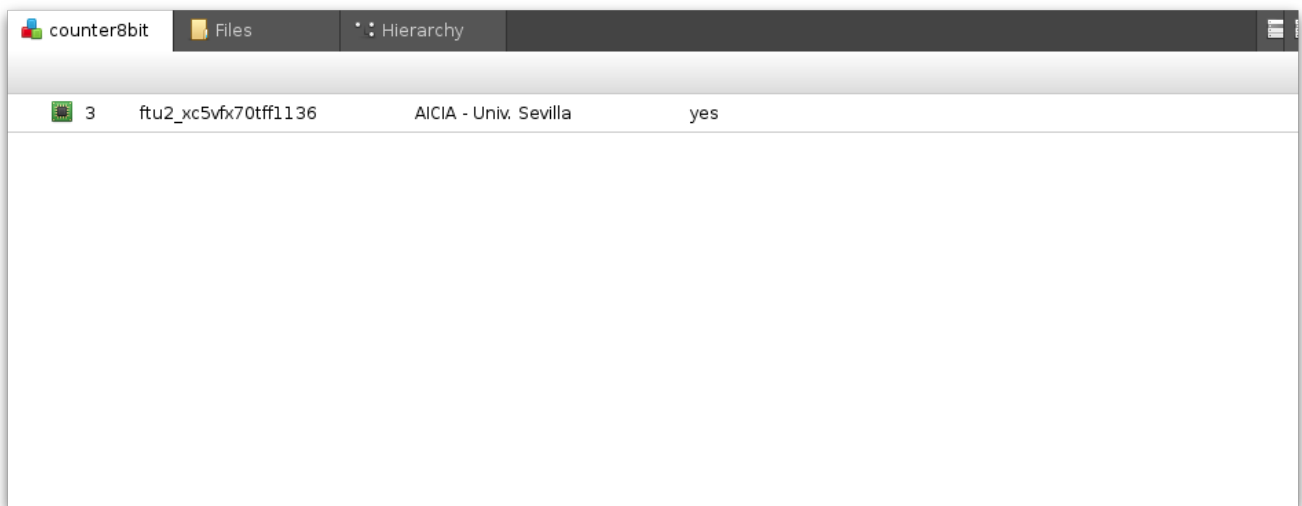 counter8bit Files Hierarchy
3 ftu2_xc5vfx70tff1136 AICIA - Univ. Sevilla yes